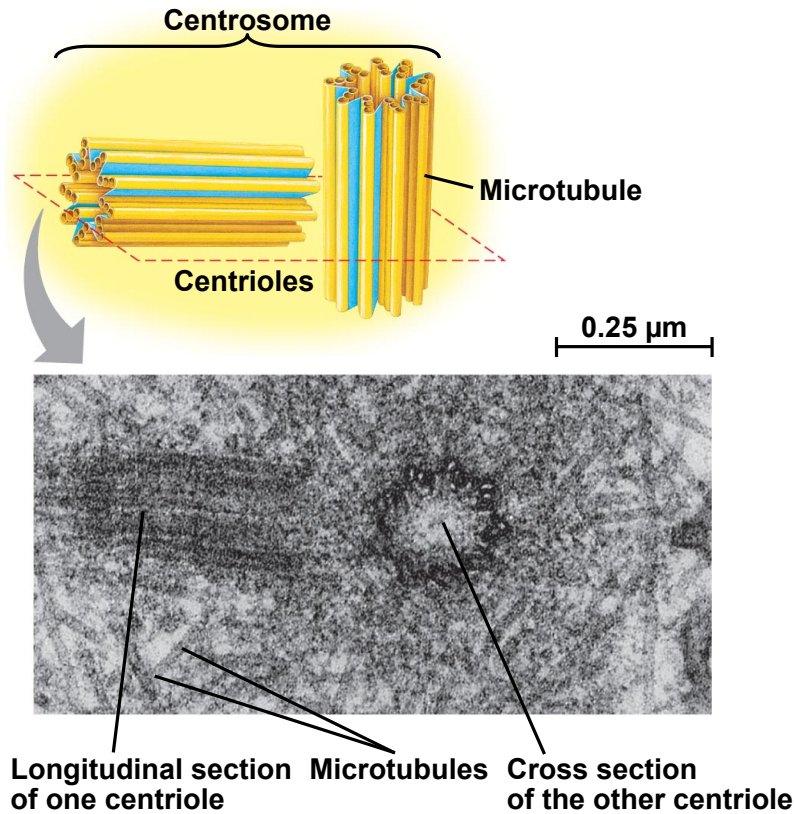 Centrosome
Microtubule
Centrioles
0.25 µm
Longitudinal section
of one centriole
Microtubules
Cross section
of the other centriole